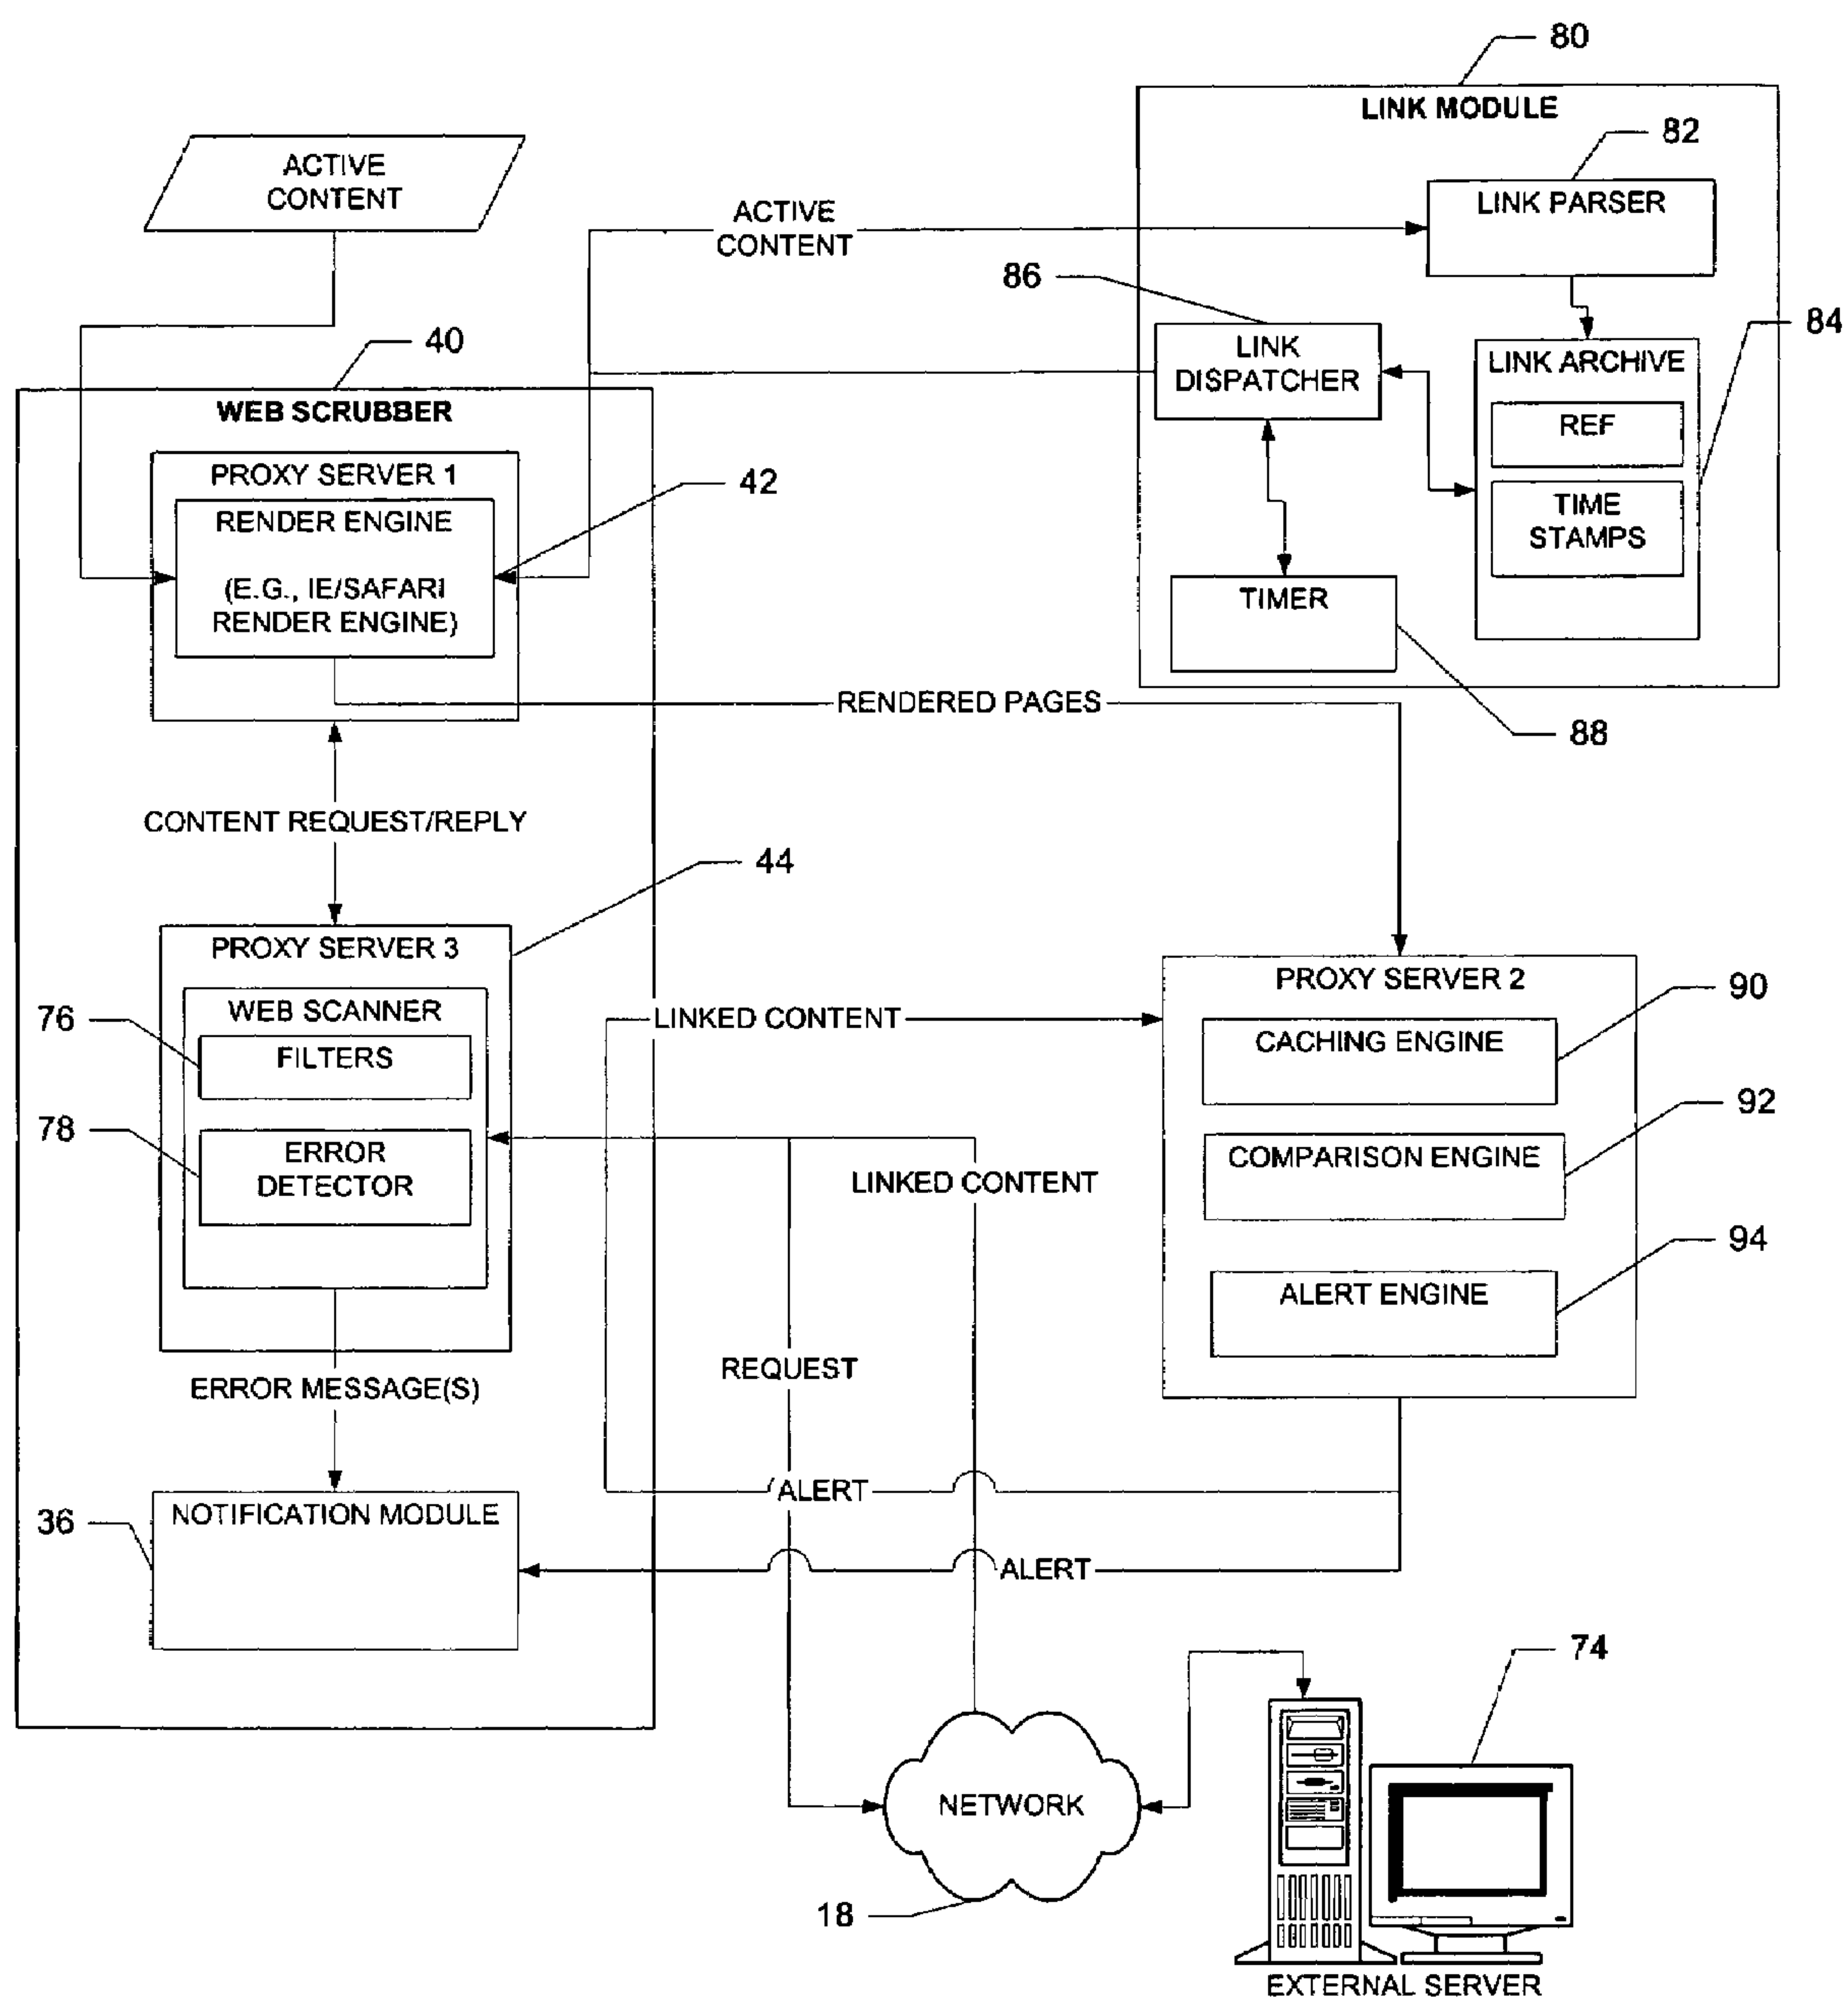 80
LINK MODULE
82
LINK PARSER
ACTIVE
CONTENT
ACTIVE
CONTENT
86
LINK
DISPATCHER
84
LINK ARCHIVE
REF
TIME
STAMPS
TIMER
88
40
WEB SCRUBBER
PROXY SERVER 1
42
RENDER ENGINE
(E.G., IE/SAFARI
RENDER ENGINE)
RENDERED PAGES
CONTENT REQUEST/REPLY
44
PROXY SERVER 3
WEB SCANNER
76
FILTERS
78
ERROR
DETECTOR
LINKED CONTENT
PROXY SERVER 2
90
CACHING ENGINE
92
COMPARISON ENGINE
94
ALERT ENGINE
LINKED CONTENT
REQUEST
ERROR MESSAGE(S)
ALERT
36
NOTIFICATION MODULE
ALERT
74
NETWORK
18
EXTERNAL SERVER